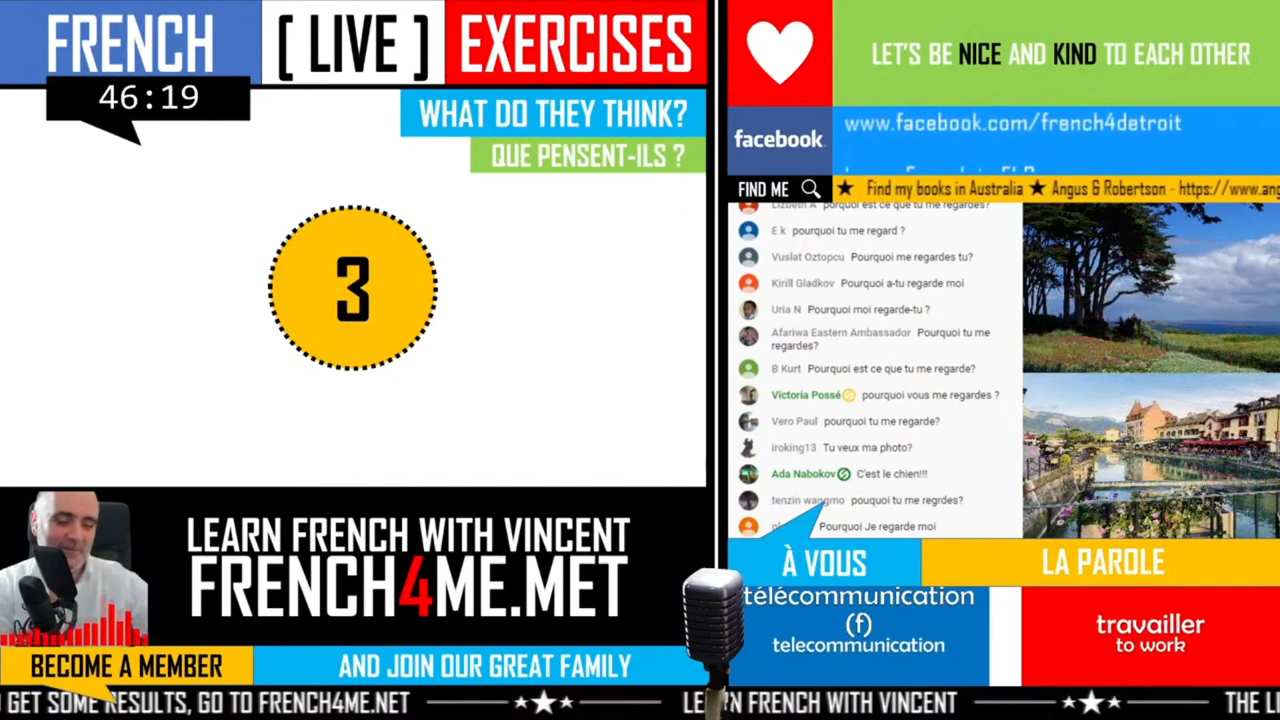 FRENCH
[ LIVE ]
EXERCISES
46:19
WHAT DO THEY THINK?
QUE PENSENT-ILS ?
3
LEARN FRENCH WITH VINCENT
FRENCH4ME.MET
BECOME A MEMBER
AND JOIN OUR GREAT FAMILY
LET'S BE NICE AND KIND TO EACH OTHER
facebook
www.facebook.com/french4detroit
FIND ME
★ Find my books in Australia ★ Angus & Robertson - https://www.ang
Lizbeth A porquoi est ce que tu me regardes?
E k pourquoi tu me regard ?
Vuslat Oztopcu Pourquoi me regardes tu?
Kirill Gladkov Pourquoi a-tu regarde moi
Uria N Pourquoi moi regarde-tu ?
Afariwa Eastern Ambassador Pourquoi tu me
regardes?
B Kurt Pourquoi est ce que tu me regarde?
Victoria Possé pourquoi vous me regardes ?
Vero Paul pourquoi tu me regarde?
iroking13 Tu veux ma photo?
Ada Nabokov C'est le chien!!!
tenzin wangmo pouquoi tu me regrdes?
Pourquoi Je regarde moi
À VOUS
LA PAROLE
télécommunication
(f)
telecommunication
travailler
to work
GET SOME RESULTS, GO TO FRENCH4ME.NET
LEARN FRENCH WITH VINCENT
THE